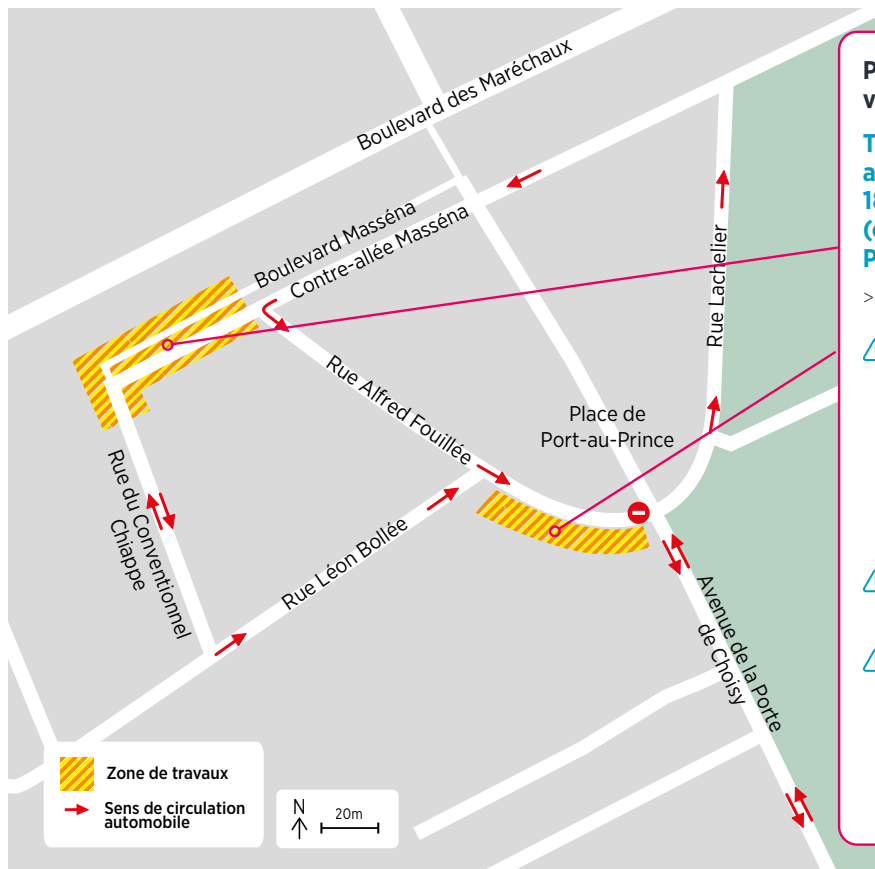 Boulevard des Maréchaux
Boulevard Masséna
Contre-allée Masséna
Rue Lachelier
Rue Alfred Fouillée
Place de
Port-au-Prince
Rue du Conventionnel
Chiappe
Rue Léon Bollée
Avenue de la Porte
de Choisy
Zone de travaux
Sens de circulation
automobile
N
20m
>